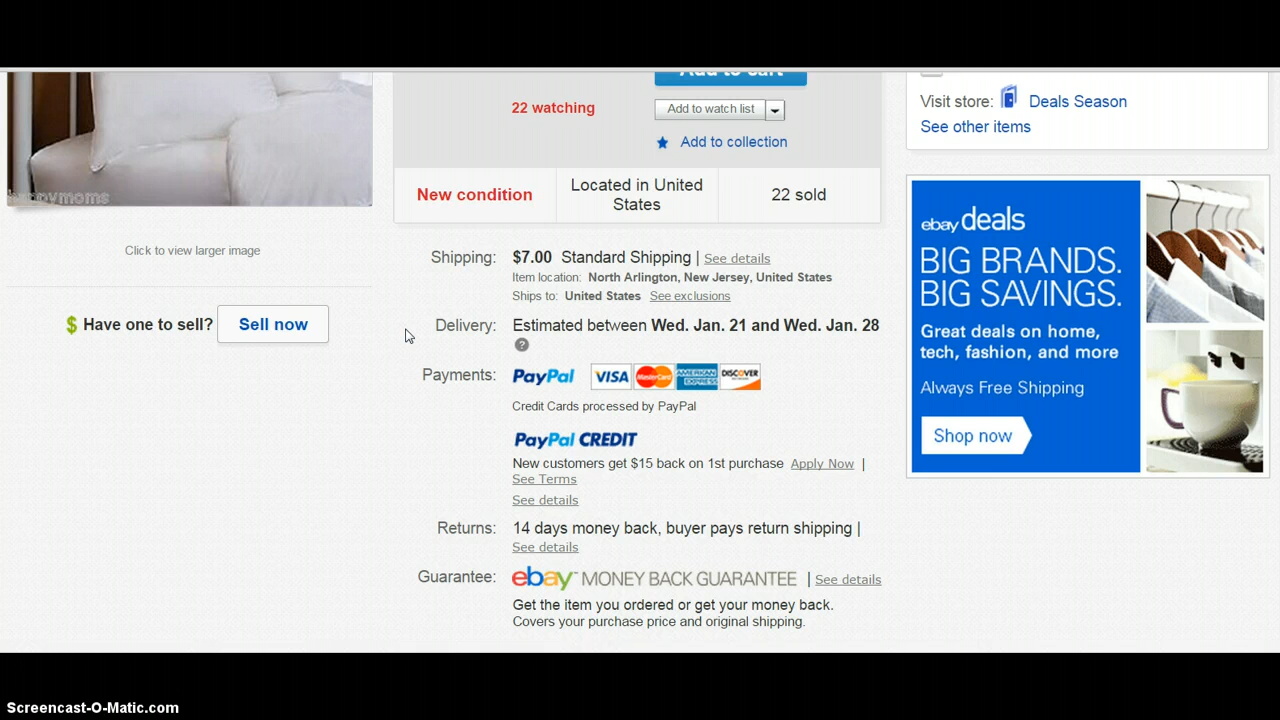 Add to cart
22 watching
Add to watch list
Add to collection
New condition
Located in United
States
22 sold
Click to view larger image
$ Have one to sell? Sell now
Shipping: $7.00 Standard Shipping | See details
Item location: North Arlington, New Jersey, United States
Ships to: United States See exclusions
Delivery: Estimated between Wed. Jan. 21 and Wed. Jan. 28
?
Payments: PayPal VISA MasterCard AMERICAN EXPRESS DISCOVER
Credit Cards processed by PayPal
PayPal CREDIT
New customers get $15 back on 1st purchase Apply Now |
See Terms
See details
Returns: 14 days money back, buyer pays return shipping |
See details
Guarantee: ebay MONEY BACK GUARANTEE | See details
Get the item you ordered or get your money back.
Covers your purchase price and original shipping.
Visit store: Deals Season
See other items
ebay deals
BIG BRANDS.
BIG SAVINGS.
Great deals on home,
tech, fashion, and more
Always Free Shipping
Shop now
Screencast-O-Matic.com